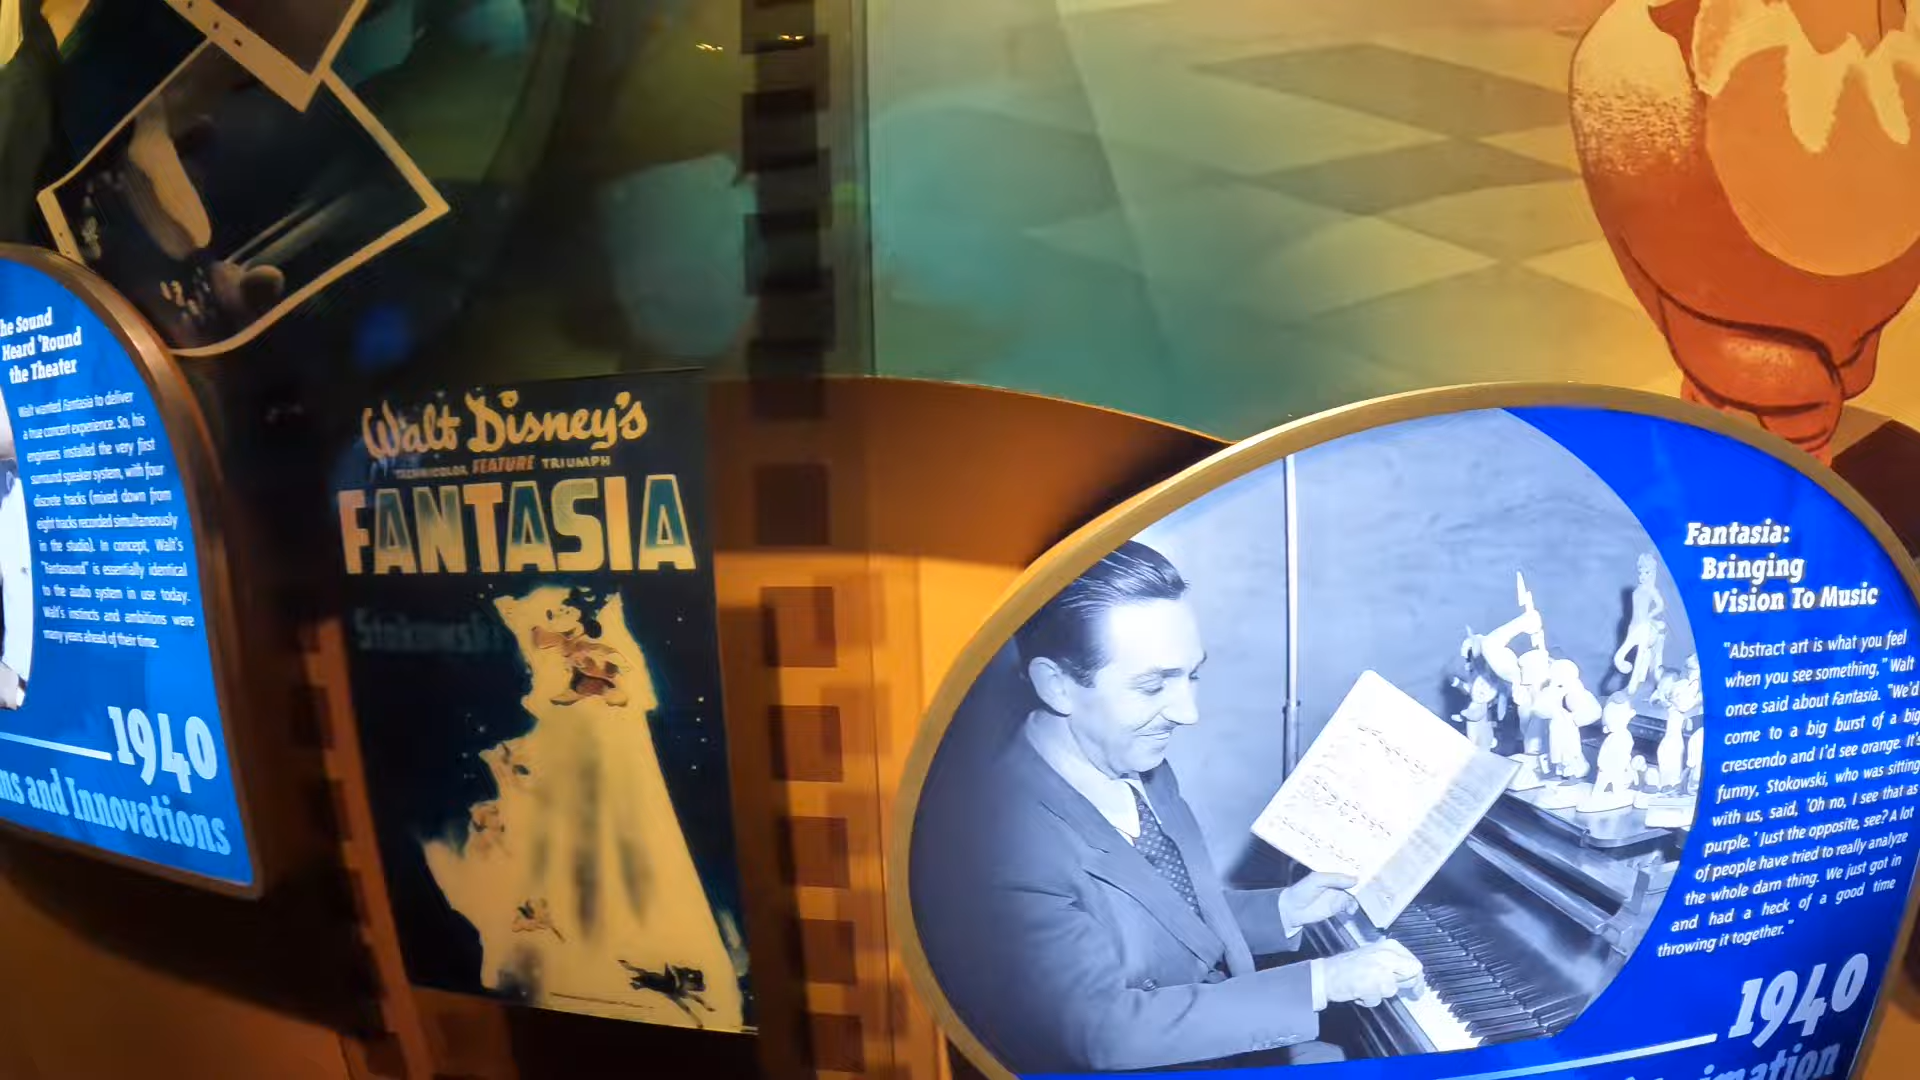 he Sound
Heard 'Round
the Theater
Walt wanted Fantasia to deliver
a true concert experience. So, his
engineers installed the very first
surround speaker system, with four
discrete tracks (mixed down from
eight tracks recorded simultaneously
in the studio). In concept, Walt's
"Fantasound" is essentially identical
to the audio system in use today.
Walt's instincts and ambitions were
many years ahead of their time.
1940
ns and Innovations
Walt Disney's
TECHNICOLOR FEATURE TRIUMPH
FANTASIA
Stokowski
Fantasia:
Bringing
Vision To Music
"Abstract art is what you feel
when you see something," Walt
once said about Fantasia. "We'd
come to a big burst of a big
crescendo and I'd see orange. It's
funny, Stokowski, who was sitting
with us, said, 'Oh no, I see that as
purple.' Just the opposite, see? A lot
of people have tried to really analyze
the whole darn thing. We just got in
and had a heck of a good time
throwing it together."
1940
mation